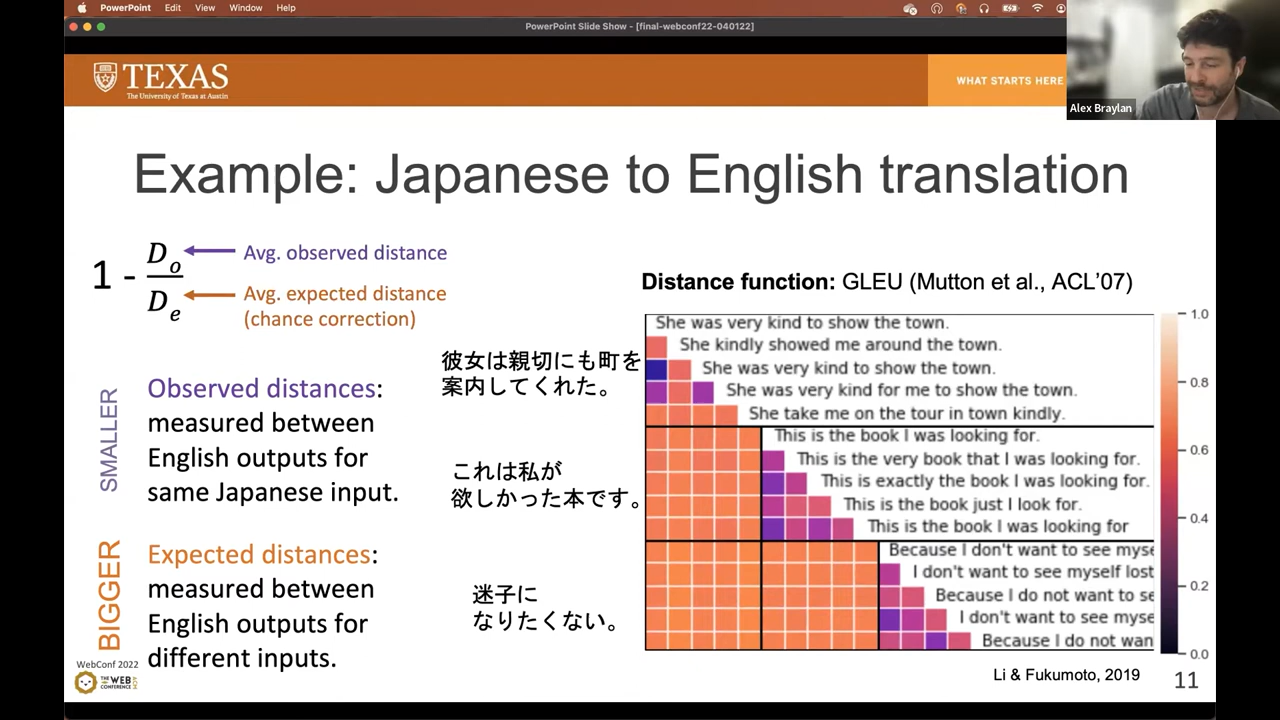 PowerPoint Edit View Window Help
PowerPoint Slide Show - [final-webconf22-040122]
TEXAS
The University of Texas at Austin
WHAT STARTS HERE
Alex Braylan
Example: Japanese to English translation
1 - Do/De
Avg. observed distance
Avg. expected distance
(chance correction)
SMALLER
Observed distances:
measured between
English outputs for
same Japanese input.
BIGGER
Expected distances:
measured between
English outputs for
different inputs.
彼女は親切にも町を
案内してくれた。
これは私が
欲しかった本です。
迷子に
なりたくない。
Distance function: GLEU (Mutton et al., ACL’07)
She was very kind to show the town.
She kindly showed me around the town.
She was very kind to show the town.
She was very kind for me to show the town.
She take me on the tour in town kindly.
This is the book I was looking for.
This is the very book that I was looking for.
This is exactly the book I was looking for.
This is the book just I look for.
This is the book I was looking for
Because I don't want to see myse
I don't want to see myself lost
Because I do not want to se
I don't want to see myse
Because I do not wan
1.0
0.8
0.6
0.4
0.2
0.0
Li & Fukumoto, 2019
11
WebConf 2022
THE WEB
CONFERENCE